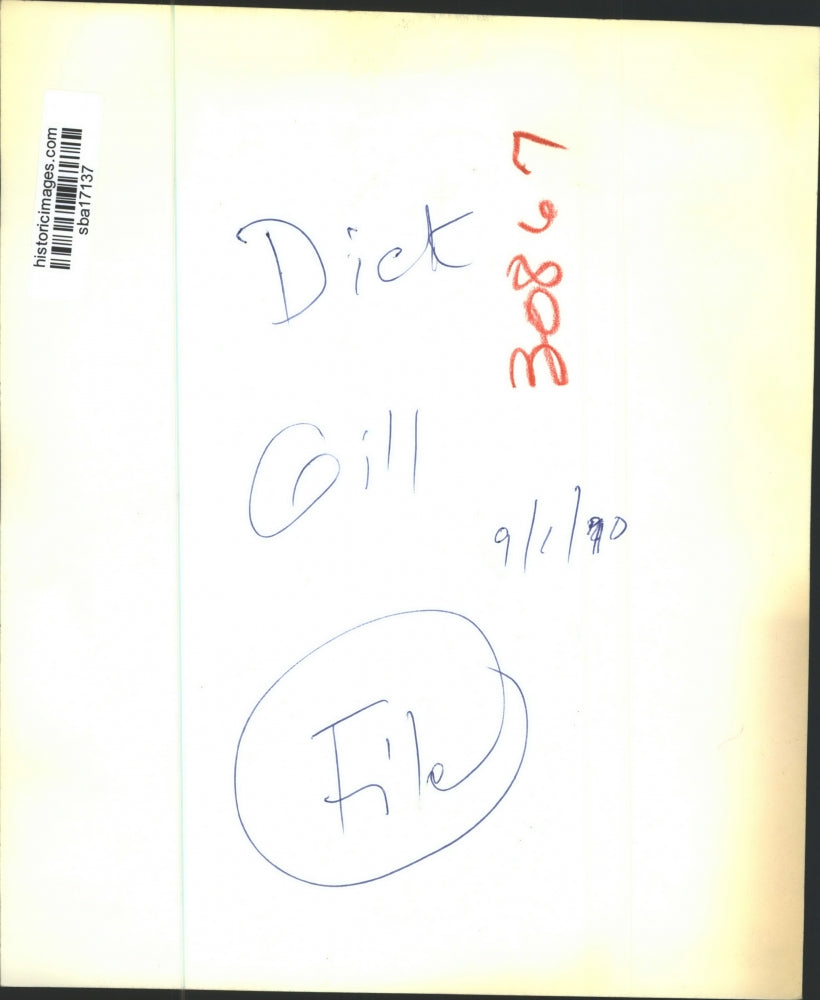 historicimages.com
sba17137
Dick
30867
Gill
9/1/90
File